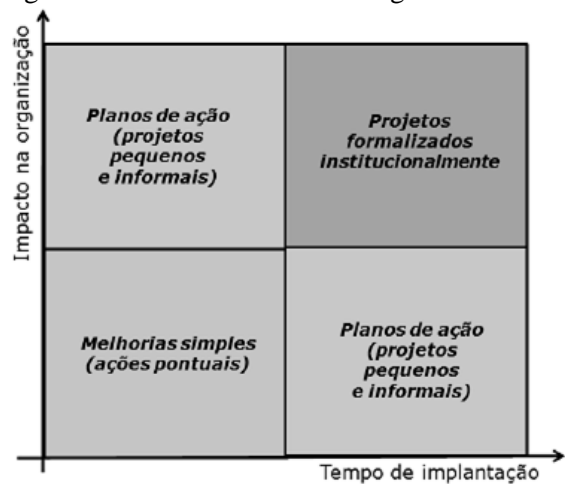 Impacto na organização
Planos de ação
(projetos
pequenos
e informais)
Projetos
formalizados
institucionalmente
Melhorias simples
(ações pontuais)
Planos de ação
(projetos
pequenos
e informais)
Tempo de implantação